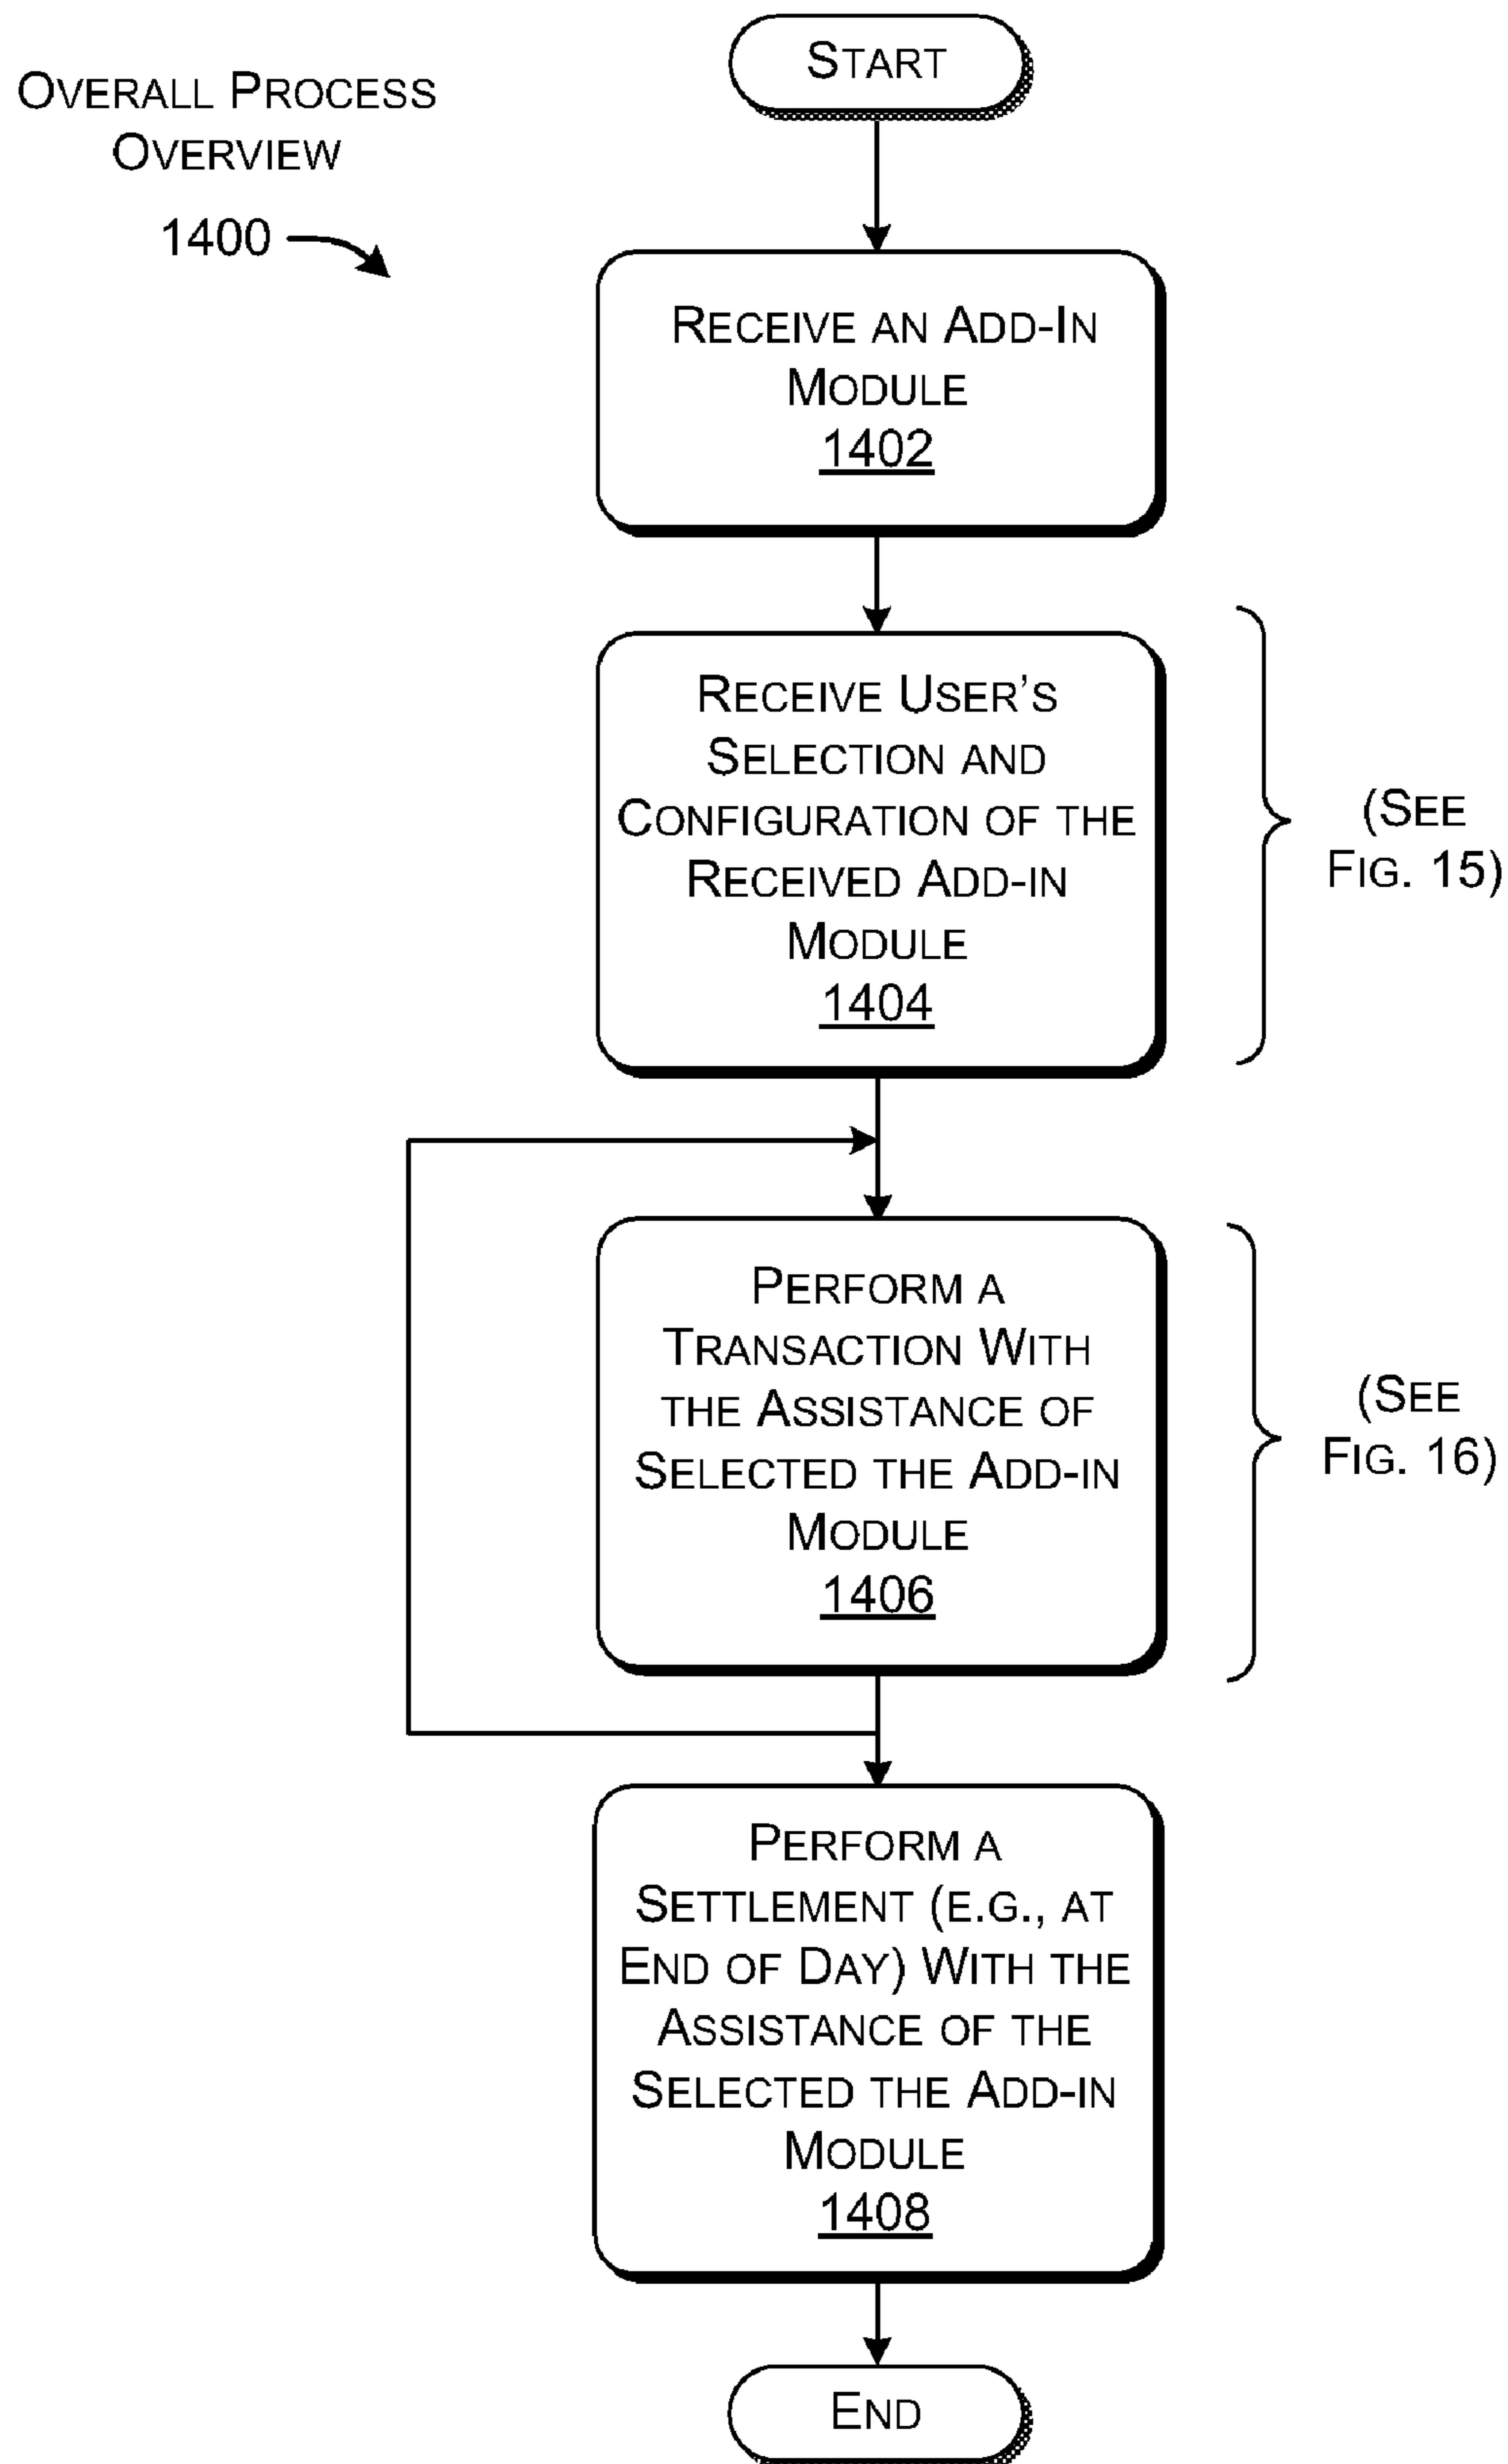 OVERALL PROCESS
OVERVIEW
1400
START
RECEIVE AN ADD-IN
MODULE
1402
RECEIVE USER'S
SELECTION AND
CONFIGURATION OF THE
RECEIVED ADD-IN
MODULE
1404
(SEE
FIG. 15)
PERFORM A
TRANSACTION WITH
THE ASSISTANCE OF
SELECTED THE ADD-IN
MODULE
1406
(SEE
FIG. 16)
PERFORM A
SETTLEMENT (E.G., AT
END OF DAY) WITH THE
ASSISTANCE OF THE
SELECTED THE ADD-IN
MODULE
1408
END